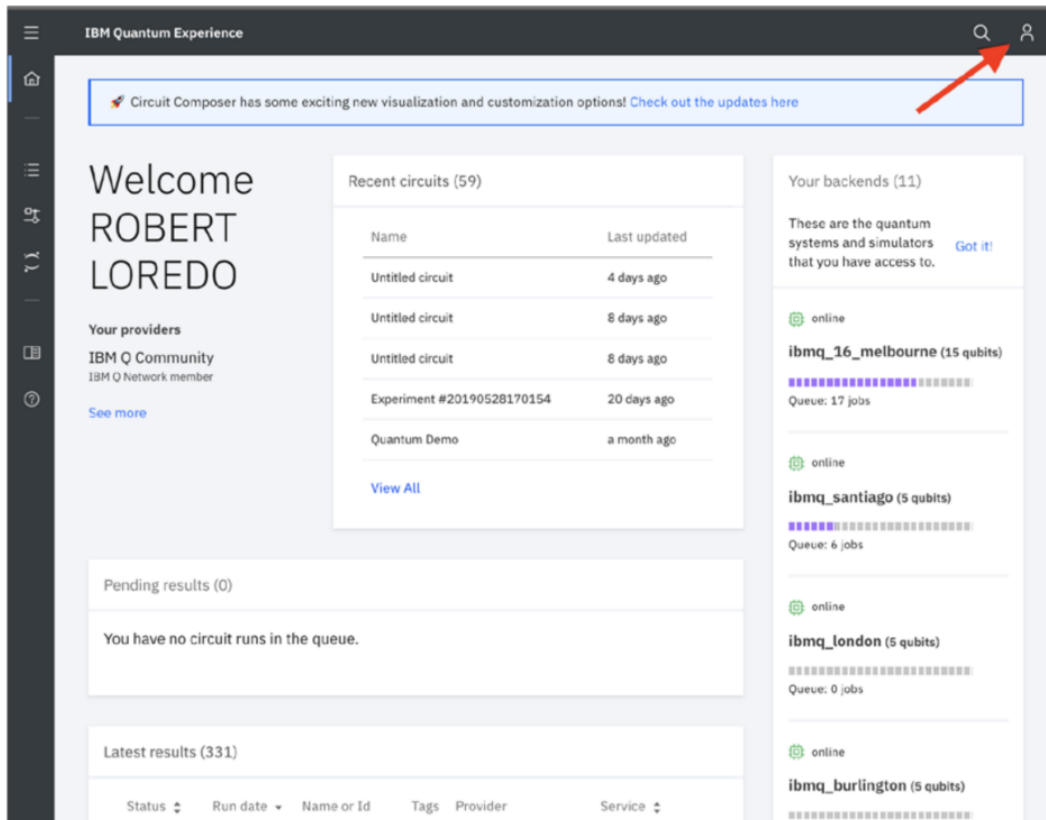 IBM Quantum Experience
🚀 Circuit Composer has some exciting new visualization and customization options! Check out the updates here
Welcome
ROBERT
LOREDO
Your providers
IBM Q Community
IBM Q Network member
See more
Recent circuits (59)
Name Last updated
Untitled circuit 4 days ago
Untitled circuit 8 days ago
Untitled circuit 8 days ago
Experiment #20190528170154 20 days ago
Quantum Demo a month ago
View All
Pending results (0)
You have no circuit runs in the queue.
Latest results (331)
Status Run date Name or Id Tags Provider Service
Your backends (11)
These are the quantum
systems and simulators
that you have access to.
Got it!
online
ibmq_16_melbourne (15 qubits)
Queue: 17 jobs
online
ibmq_santiago (5 qubits)
Queue: 6 jobs
online
ibmq_london (5 qubits)
Queue: 0 jobs
online
ibmq_burlington (5 qubits)